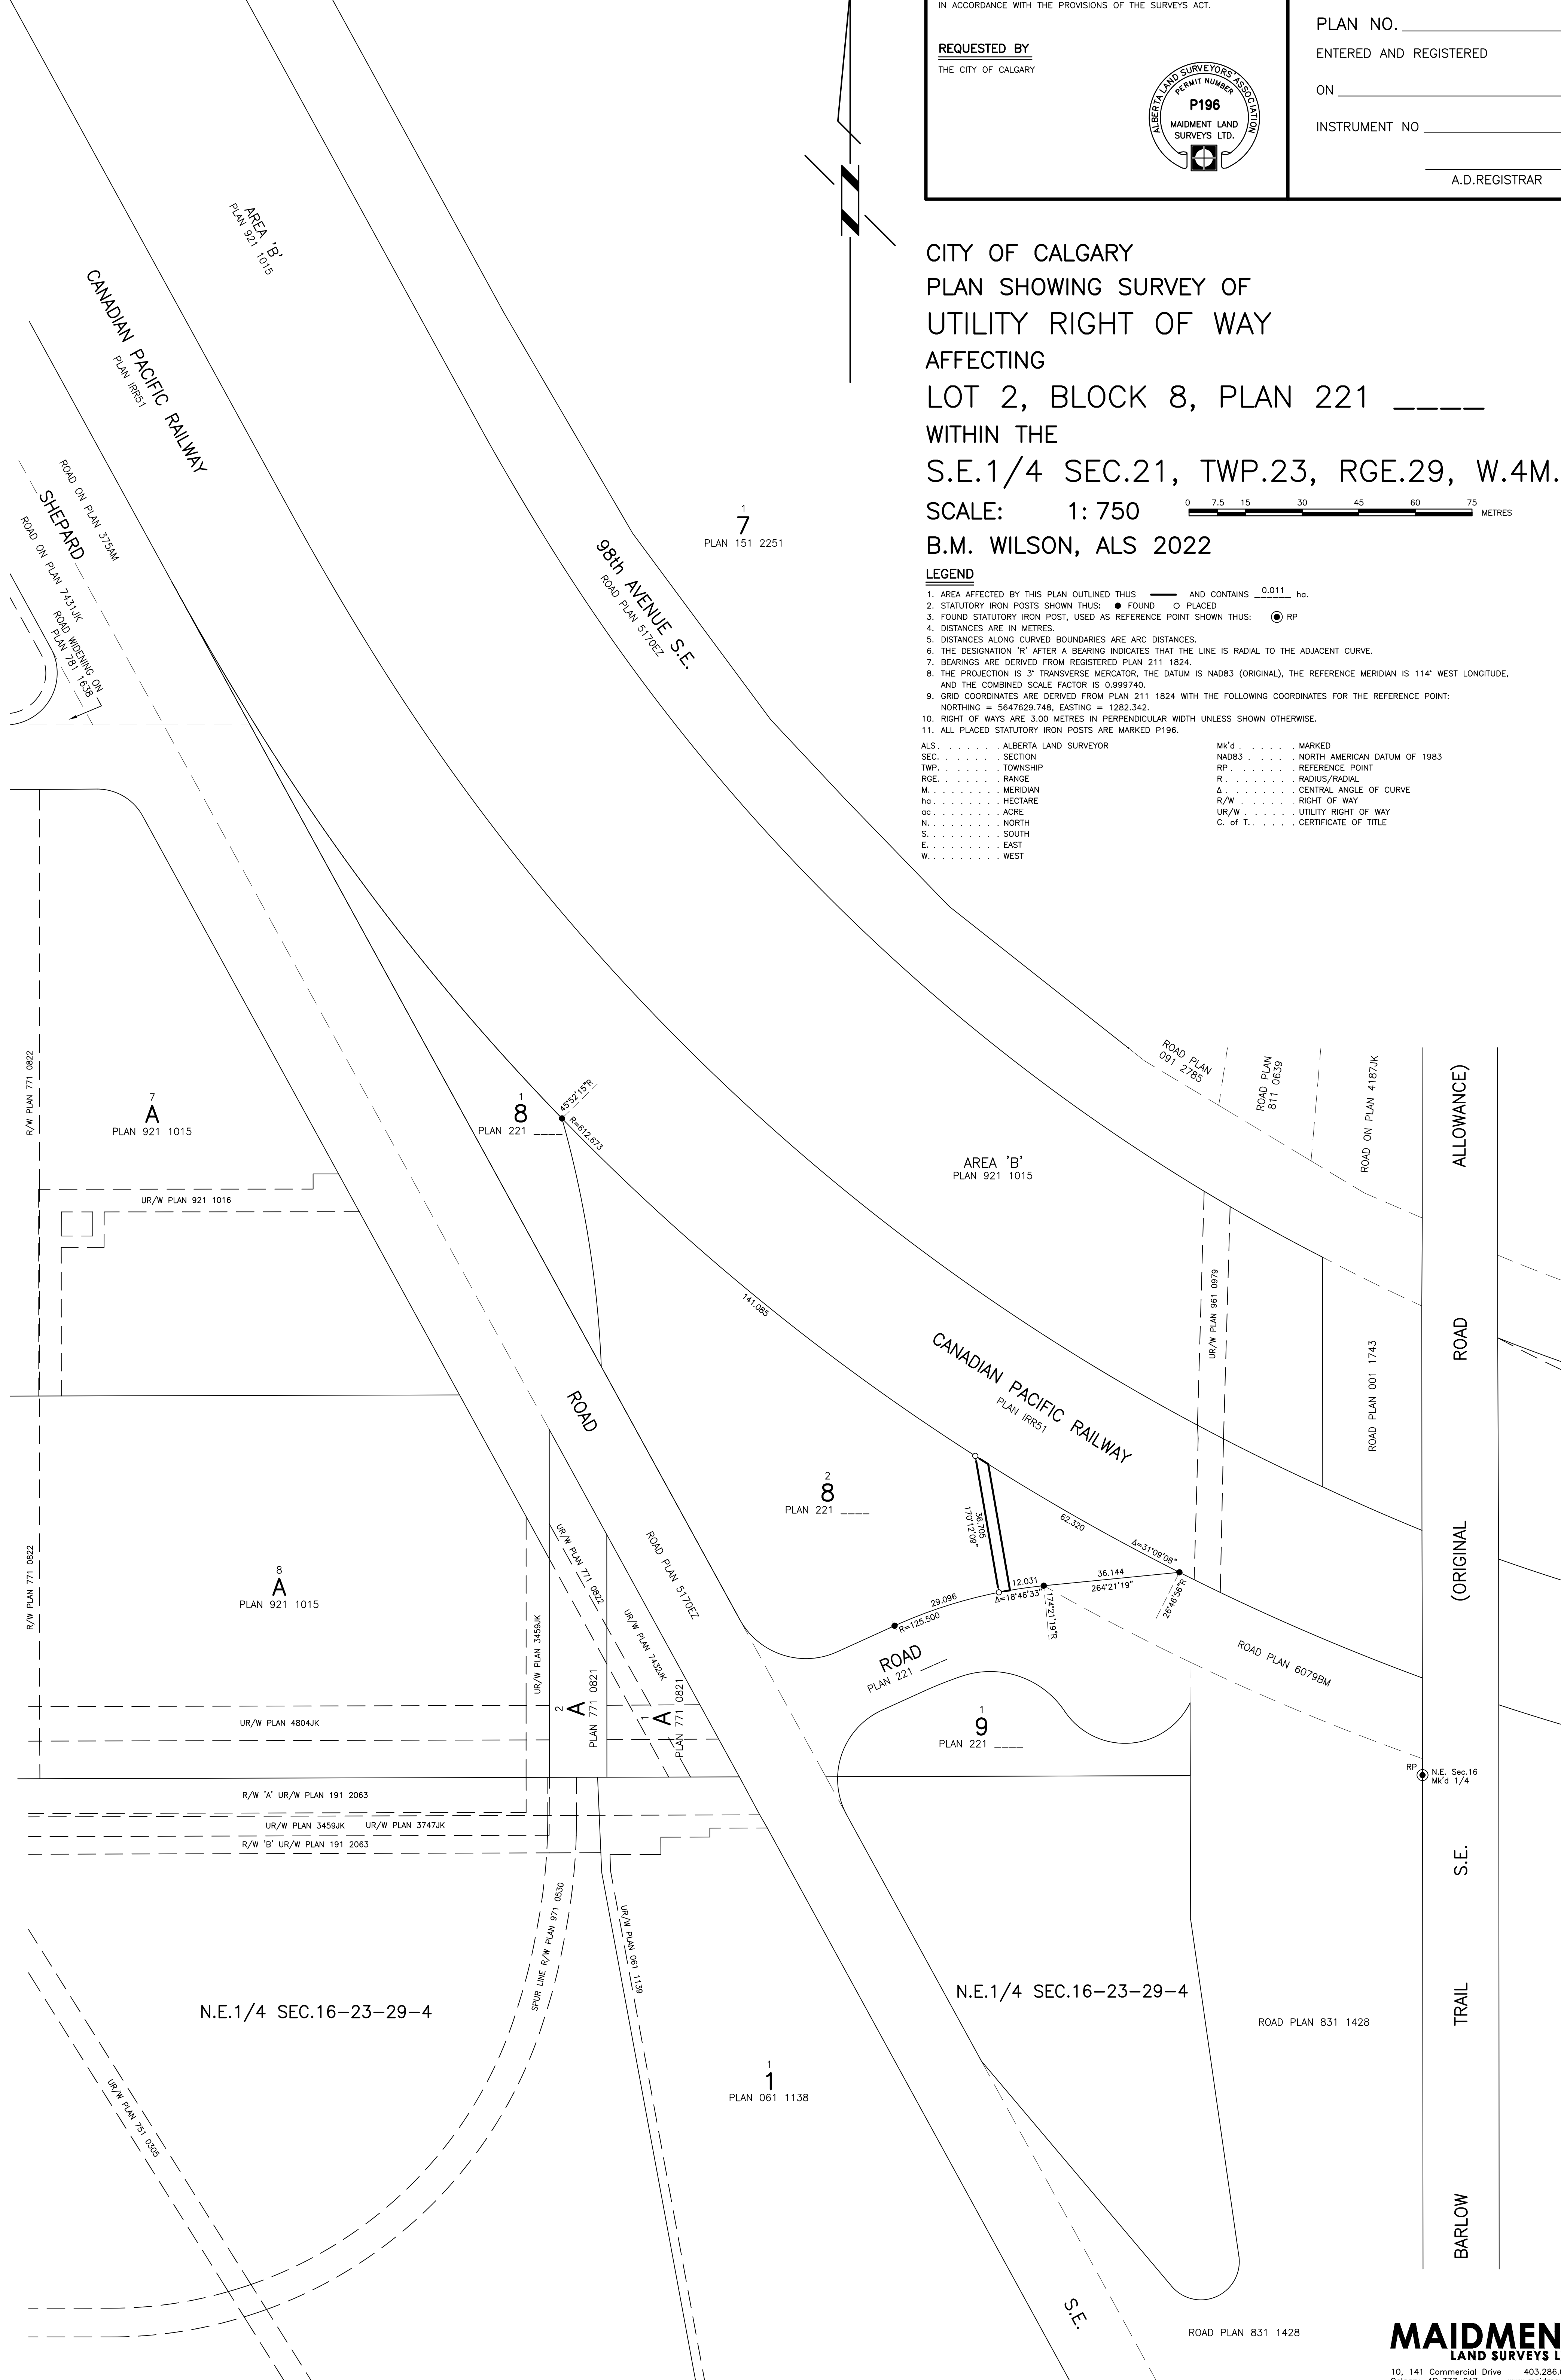 IN ACCORDANCE WITH THE PROVISIONS OF THE SURVEYS ACT.
REQUESTED BY
THE CITY OF CALGARY
ALBERTA LAND SURVEYORS' ASSOCIATION
PERMIT NUMBER
P196
MAIDMENT LAND
SURVEYS LTD.
PLAN NO.
ENTERED AND REGISTERED
ON
INSTRUMENT NO
A.D.REGISTRAR
CITY OF CALGARY
PLAN SHOWING SURVEY OF
UTILITY RIGHT OF WAY
AFFECTING
LOT 2, BLOCK 8, PLAN 221 ____
WITHIN THE
S.E.1/4 SEC.21, TWP.23, RGE.29, W.4M.
SCALE: 1: 750
0 7.5 15 30 45 60 75
METRES
B.M. WILSON, ALS 2022
LEGEND
1. AREA AFFECTED BY THIS PLAN OUTLINED THUS AND CONTAINS 0.011 ha.
2. STATUTORY IRON POSTS SHOWN THUS: ● FOUND ○ PLACED
3. FOUND STATUTORY IRON POST, USED AS REFERENCE POINT SHOWN THUS: RP
4. DISTANCES ARE IN METRES.
5. DISTANCES ALONG CURVED BOUNDARIES ARE ARC DISTANCES.
6. THE DESIGNATION 'R' AFTER A BEARING INDICATES THAT THE LINE IS RADIAL TO THE ADJACENT CURVE.
7. BEARINGS ARE DERIVED FROM REGISTERED PLAN 211 1824.
8. THE PROJECTION IS 3° TRANSVERSE MERCATOR, THE DATUM IS NAD83 (ORIGINAL), THE REFERENCE MERIDIAN IS 114° WEST LONGITUDE,
AND THE COMBINED SCALE FACTOR IS 0.999740.
9. GRID COORDINATES ARE DERIVED FROM PLAN 211 1824 WITH THE FOLLOWING COORDINATES FOR THE REFERENCE POINT:
NORTHING = 5647629.748, EASTING = 1282.342.
10. RIGHT OF WAYS ARE 3.00 METRES IN PERPENDICULAR WIDTH UNLESS SHOWN OTHERWISE.
11. ALL PLACED STATUTORY IRON POSTS ARE MARKED P196.
ALS . . . . . . . ALBERTA LAND SURVEYOR
SEC. . . . . . . SECTION
TWP. . . . . . . TOWNSHIP
RGE. . . . . . . RANGE
M. . . . . . . . . MERIDIAN
ha . . . . . . . . HECTARE
ac . . . . . . . . ACRE
N. . . . . . . . . NORTH
S. . . . . . . . . SOUTH
E. . . . . . . . . EAST
W. . . . . . . . . WEST
Mk'd . . . . . . MARKED
NAD83 . . . . . NORTH AMERICAN DATUM OF 1983
RP . . . . . . . REFERENCE POINT
R . . . . . . . . RADIUS/RADIAL
Δ . . . . . . . . CENTRAL ANGLE OF CURVE
R/W . . . . . . RIGHT OF WAY
UR/W . . . . . UTILITY RIGHT OF WAY
C. of T. . . . . . CERTIFICATE OF TITLE
AREA 'B'
PLAN 921 1015
CANADIAN PACIFIC RAILWAY
PLAN IRR51
ROAD ON PLAN 375AM
SHEPARD
ROAD ON PLAN 7431JK
ROAD WIDENING ON
PLAN 781 1638
1
7
PLAN 151 2251
98th AVENUE S.E.
ROAD PLAN 5170EZ
R/W PLAN 771 0822
7
A
PLAN 921 1015
UR/W PLAN 921 1016
1
8
PLAN 221 ____
45°52'15"R
R=612.673
141.085
ROAD PLAN
091 2785
ROAD PLAN
811 0639
ROAD ON PLAN 4187JK
AREA 'B'
PLAN 921 1015
UR/W PLAN 961 0979
ROAD PLAN 001 1743
CANADIAN PACIFIC RAILWAY
PLAN IRR51
ROAD
2
8
PLAN 221 ____
36.705
170°12'09"
62.320
Δ=31°09'08"
36.144
264°21'19"
26°46'56"R
12.031
Δ=18°46'33"
174°21'19"R
29.096
R=125.500
ROAD
PLAN 221 ____
ROAD PLAN 6079BM
R/W PLAN 771 0822
8
A
PLAN 921 1015
UR/W PLAN 3459JK
UR/W PLAN 771 0822
UR/W PLAN 7432JK
ROAD PLAN 5170EZ
2
A
PLAN 771 0821
1
A
PLAN 771 0821
UR/W PLAN 4804JK
1
9
PLAN 221 ____
RP
N.E. Sec.16
Mk'd 1/4
R/W 'A' UR/W PLAN 191 2063
UR/W PLAN 3459JK UR/W PLAN 3747JK
R/W 'B' UR/W PLAN 191 2063
SPUR LINE R/W PLAN 971 0530
UR/W PLAN 061 1139
N.E.1/4 SEC.16-23-29-4
N.E.1/4 SEC.16-23-29-4
ROAD PLAN 831 1428
UR/W PLAN 751 0305
1
1
PLAN 061 1138
BARLOW TRAIL S.E. (ORIGINAL ROAD ALLOWANCE)
S.E.
ROAD PLAN 831 1428
MAIDMEN
LAND SURVEYS L
10, 141 Commercial Drive 403.286.